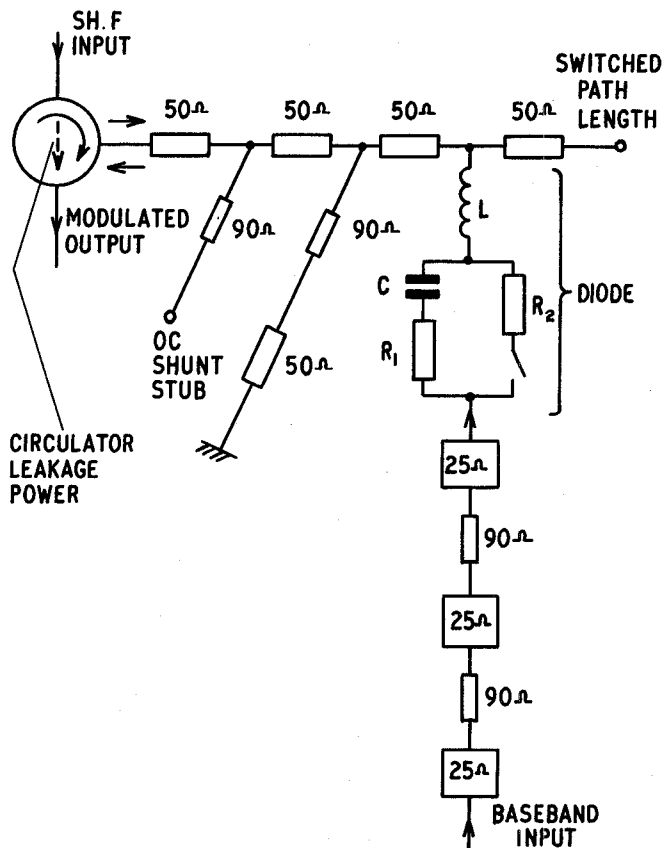 SH.F
INPUT
SWITCHED
PATH
LENGTH
50Ω
50Ω
50Ω
50Ω
MODULATED
OUTPUT
90Ω
90Ω
L
C
R₂
DIODE
R₁
OC
SHUNT
STUB
50Ω
CIRCULATOR
LEAKAGE
POWER
25Ω
90Ω
25Ω
90Ω
25Ω
BASEBAND
INPUT